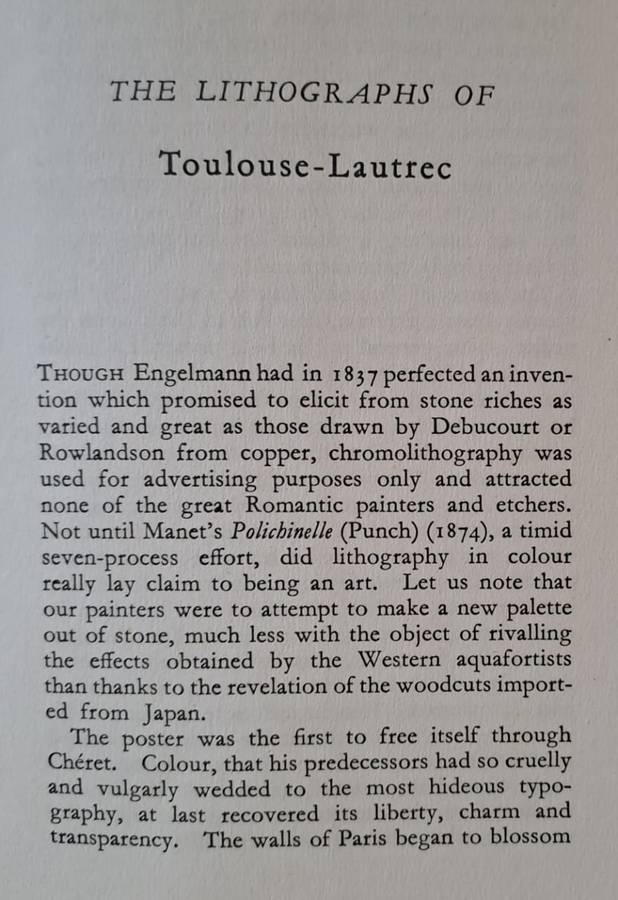 THE LITHOGRAPHS OF
Toulouse-Lautrec
THOUGH Engelmann had in 1837 perfected an inven-
tion which promised to elicit from stone riches as
varied and great as those drawn by Debucourt or
Rowlandson from copper, chromolithography was
used for advertising purposes only and attracted
none of the great Romantic painters and etchers.
Not until Manet's Polichinelle (Punch) (1874), a timid
seven-process effort, did lithography in colour
really lay claim to being an art. Let us note that
our painters were to attempt to make a new palette
out of stone, much less with the object of rivalling
the effects obtained by the Western aquafortists
than thanks to the revelation of the woodcuts import-
ed from Japan.
The poster was the first to free itself through
Chéret. Colour, that his predecessors had so cruelly
and vulgarly wedded to the most hideous typo-
graphy, at last recovered its liberty, charm and
transparency. The walls of Paris began to blossom